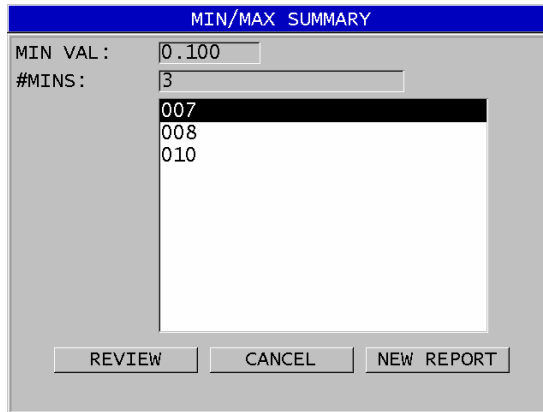 MIN/MAX SUMMARY
MIN VAL: 0.100
#MINS: 3
007
008
010
REVIEW CANCEL NEW REPORT